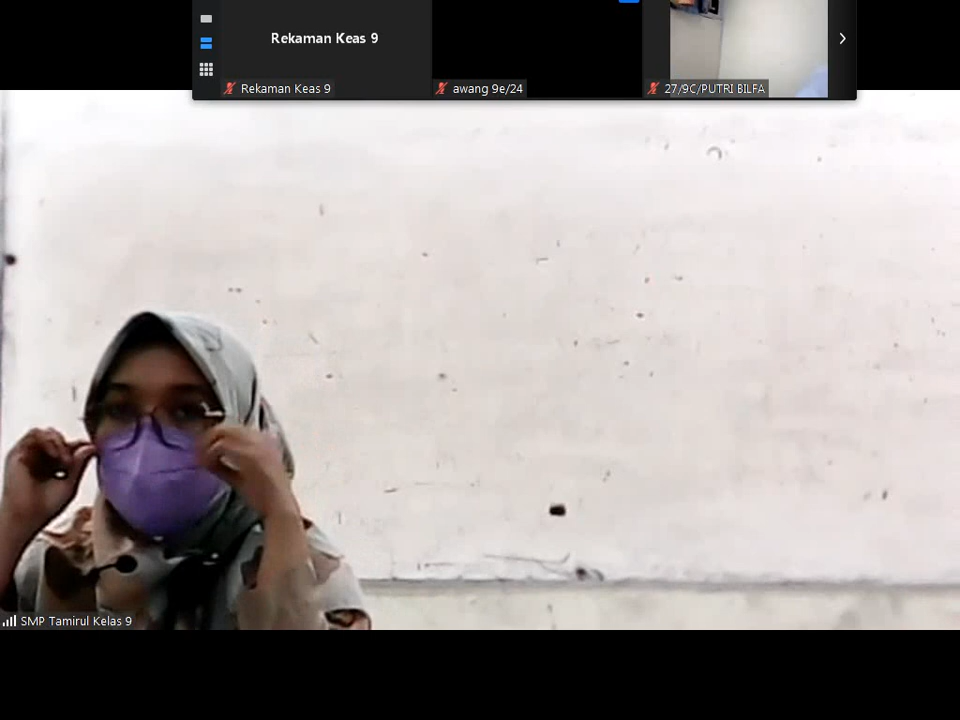 Rekaman Keas 9
Rekaman Keas 9
awang 9e/24
27/9C/PUTRI BILFA
SMP Tamirul Kelas 9